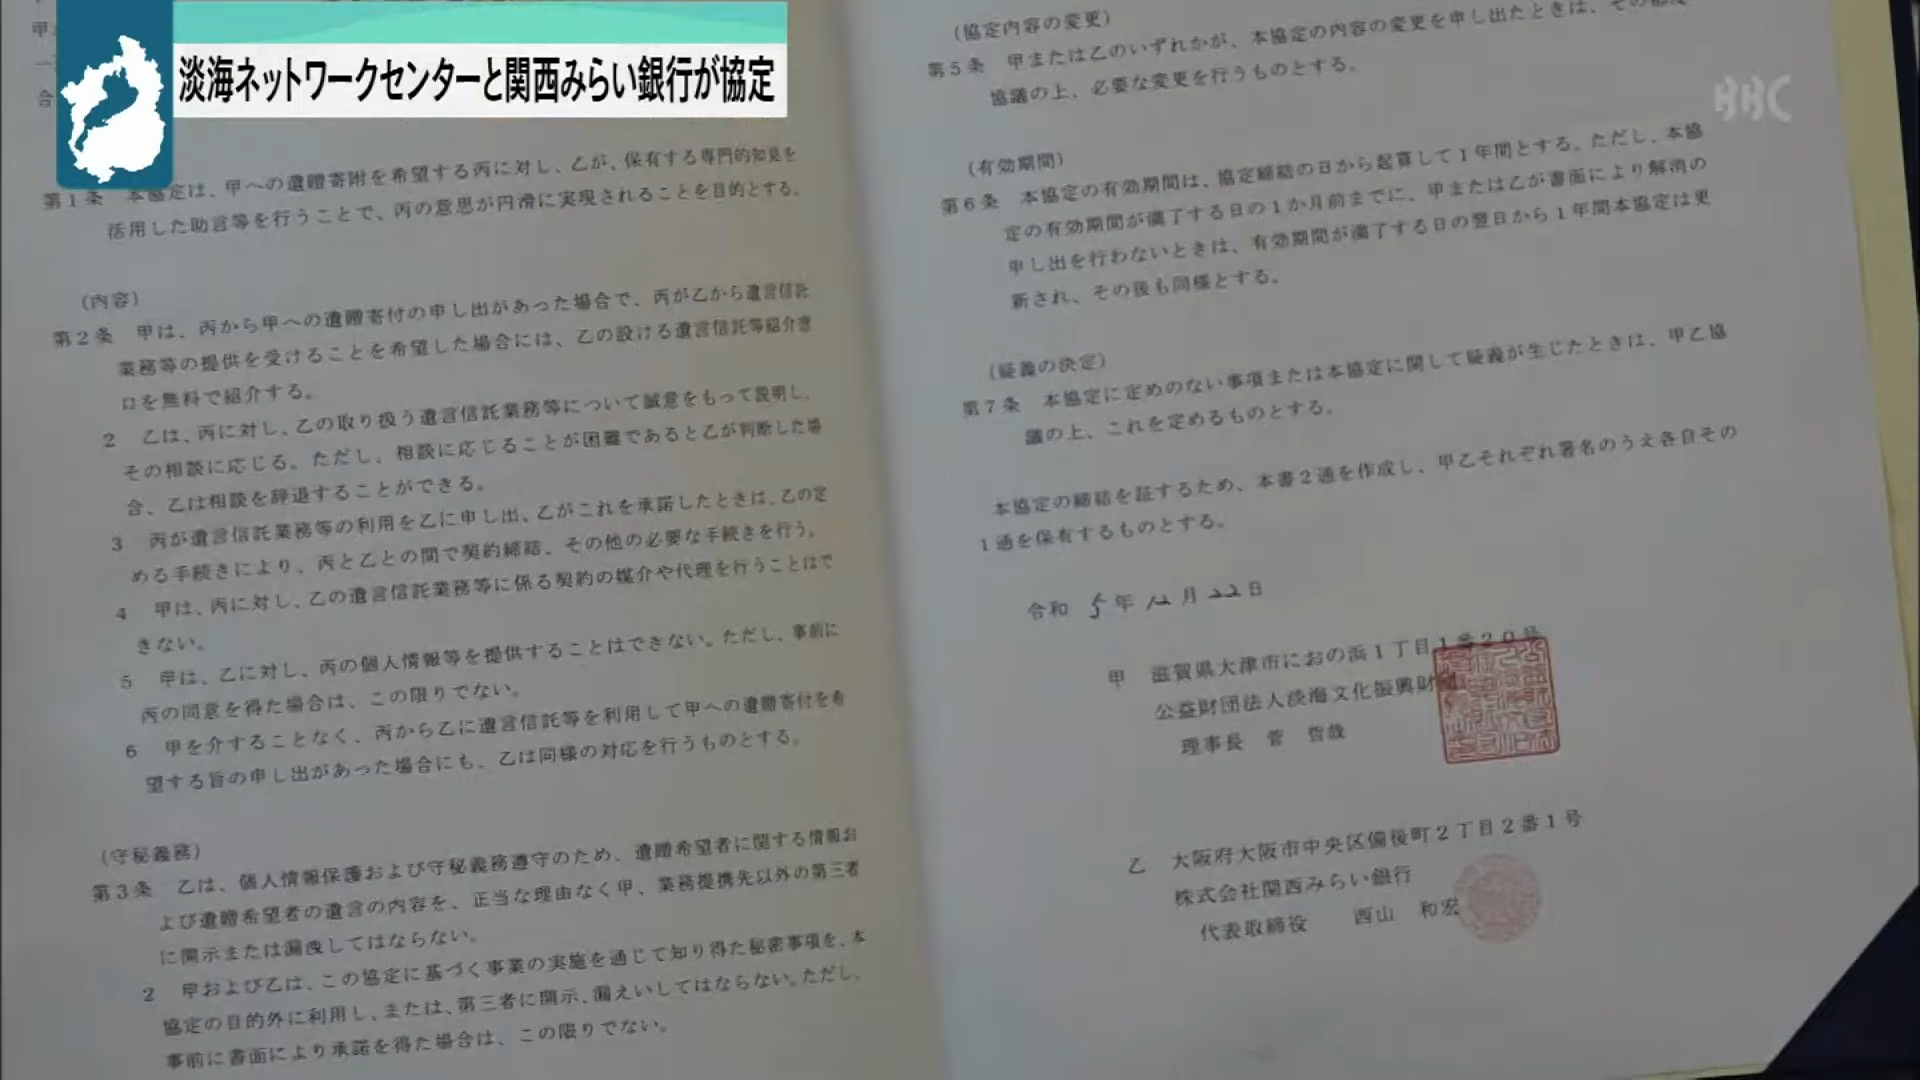 淡海ネットワークセンターと関西みらい銀行が協定
BBC
甲
合
第1条　本協定は、甲への遺贈寄附を希望する丙に対し、乙が、保有する専門的知見を
活用した助言等を行うことで、丙の意思が円滑に実現されることを目的とする。
(内容)
第2条　甲は、丙から甲への遺贈寄付の申し出があった場合で、丙が乙から遺言信託
業務等の提供を受けることを希望した場合には、乙の設ける遺言信託等紹介窓
口を無料で紹介する。
2　乙は、丙に対し、乙の取り扱う遺言信託業務等について誠意をもって説明し、
その相談に応じる。ただし、相談に応じることが困難であると乙が判断した場
合、乙は相談を辞退することができる。
3　丙が遺言信託業務等の利用を乙に申し出、乙がこれを承諾したときは、乙の定
める手続きにより、丙と乙との間で契約締結、その他の必要な手続きを行う。
4　甲は、丙に対し、乙の遺言信託業務等に係る契約の媒介や代理を行うことはで
きない。
5　甲は、乙に対し、丙の個人情報等を提供することはできない。ただし、事前に
丙の同意を得た場合は、この限りでない。
6　甲を介することなく、丙から乙に遺言信託等を利用して甲への遺贈寄付を希
望する旨の申し出があった場合にも、乙は同様の対応を行うものとする。
(守秘義務)
第3条　乙は、個人情報保護および守秘義務遵守のため、遺贈希望者に関する情報お
よび遺贈希望者の遺言の内容を、正当な理由なく甲、業務提携先以外の第三者
に開示または漏洩してはならない。
2　甲および乙は、この協定に基づく事業の実施を通じて知り得た秘密事項を、本
協定の目的外に利用し、または、第三者に開示、漏えいしてはならない。ただし、
事前に書面により承諾を得た場合は、この限りでない。
(協定内容の変更)
第5条　甲または乙のいずれかが、本協定の内容の変更を申し出たときは、その都度
協議の上、必要な変更を行うものとする。
(有効期間)
第6条　本協定の有効期間は、協定締結の日から起算して1年間とする。ただし、本協
定の有効期間が満了する日の1か月前までに、甲または乙が書面により解消の
申し出を行わないときは、有効期間が満了する日の翌日から1年間本協定は更
新され、その後も同様とする。
(疑義の決定)
第7条　本協定に定めのない事項または本協定に関して疑義が生じたときは、甲乙協
議の上、これを定めるものとする。
本協定の締結を証するため、本書2通を作成し、甲乙それぞれ署名のうえ各自その
1通を保有するものとする。
令和 5年 12月 22日
甲　滋賀県大津市におの浜1丁目1番20号
公益財団法人淡海文化振興財団
理事長　菅　哲哉
乙　大阪府大阪市中央区備後町2丁目2番1号
株式会社関西みらい銀行
代表取締役　西山　和宏